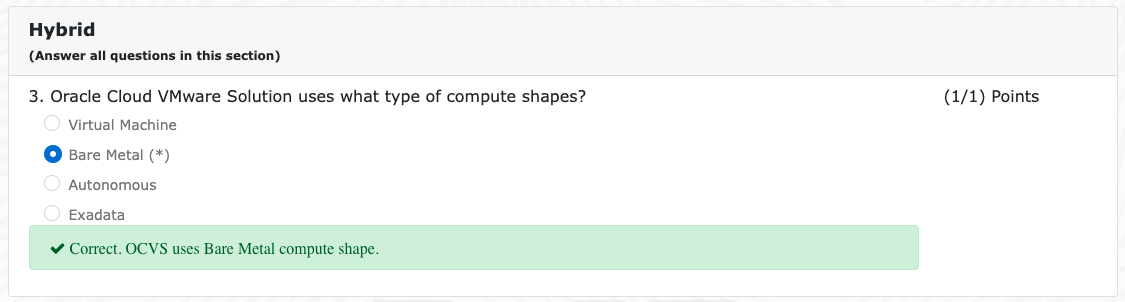 Hybrid
(Answer all questions in this section)
3. Oracle Cloud VMware Solution uses what type of compute shapes? (1/1) Points
Virtual Machine
Bare Metal (*)
Autonomous
Exadata
Correct. OCVS uses Bare Metal compute shape.